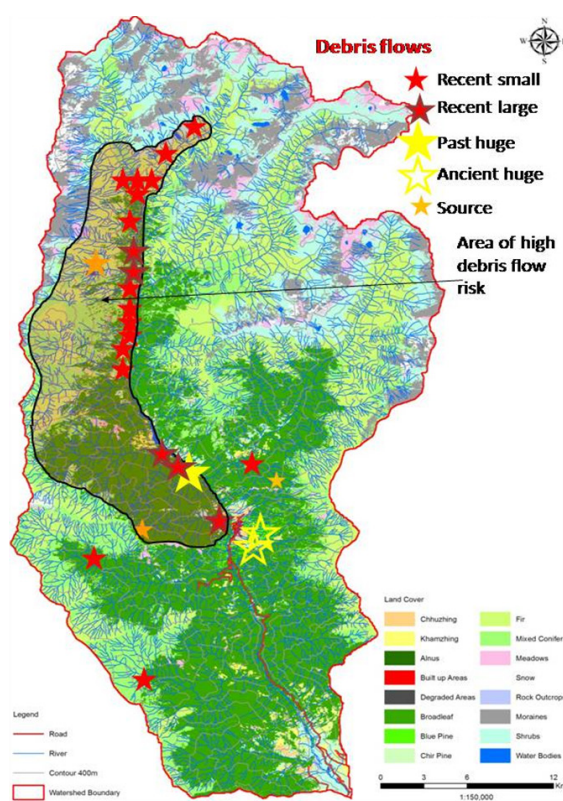 N
W
E
S
Debris flows
Recent small
Recent large
Past huge
Ancient huge
Source
Area of high
debris flow
risk
Land Cover
Chhuzhing
Khamzhing
Alnus
Built up Areas
Degraded Areas
Broadleaf
Blue Pine
Chir Pine
Fir
Mixed Conifer
Meadows
Snow
Rock Outcrop
Moraines
Shrubs
Water Bodies
Legend
Road
River
Contour 400m
Watershed Boundary
0 3 6 12
1:150,000